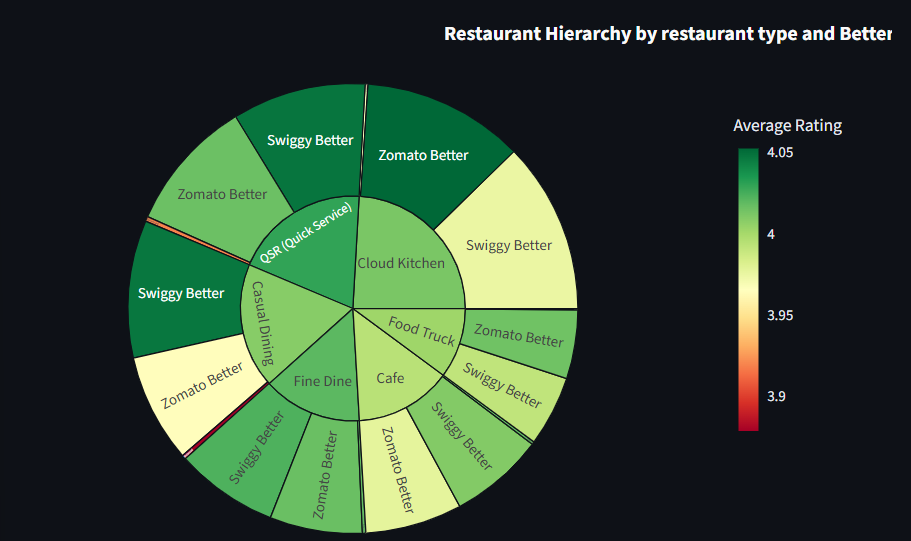 Restaurant Hierarchy by restaurant type and Better
Average Rating
4.05
4
3.95
3.9
Swiggy Better
Zomato Better
Zomato Better
QSR (Quick Service)
Cloud Kitchen
Swiggy Better
Swiggy Better
Casual Dining
Food Truck
Zomato Better
Zomato Better
Fine Dine
Cafe
Swiggy Better
Swiggy Better
Zomato Better
Zomato Better
Swiggy Better